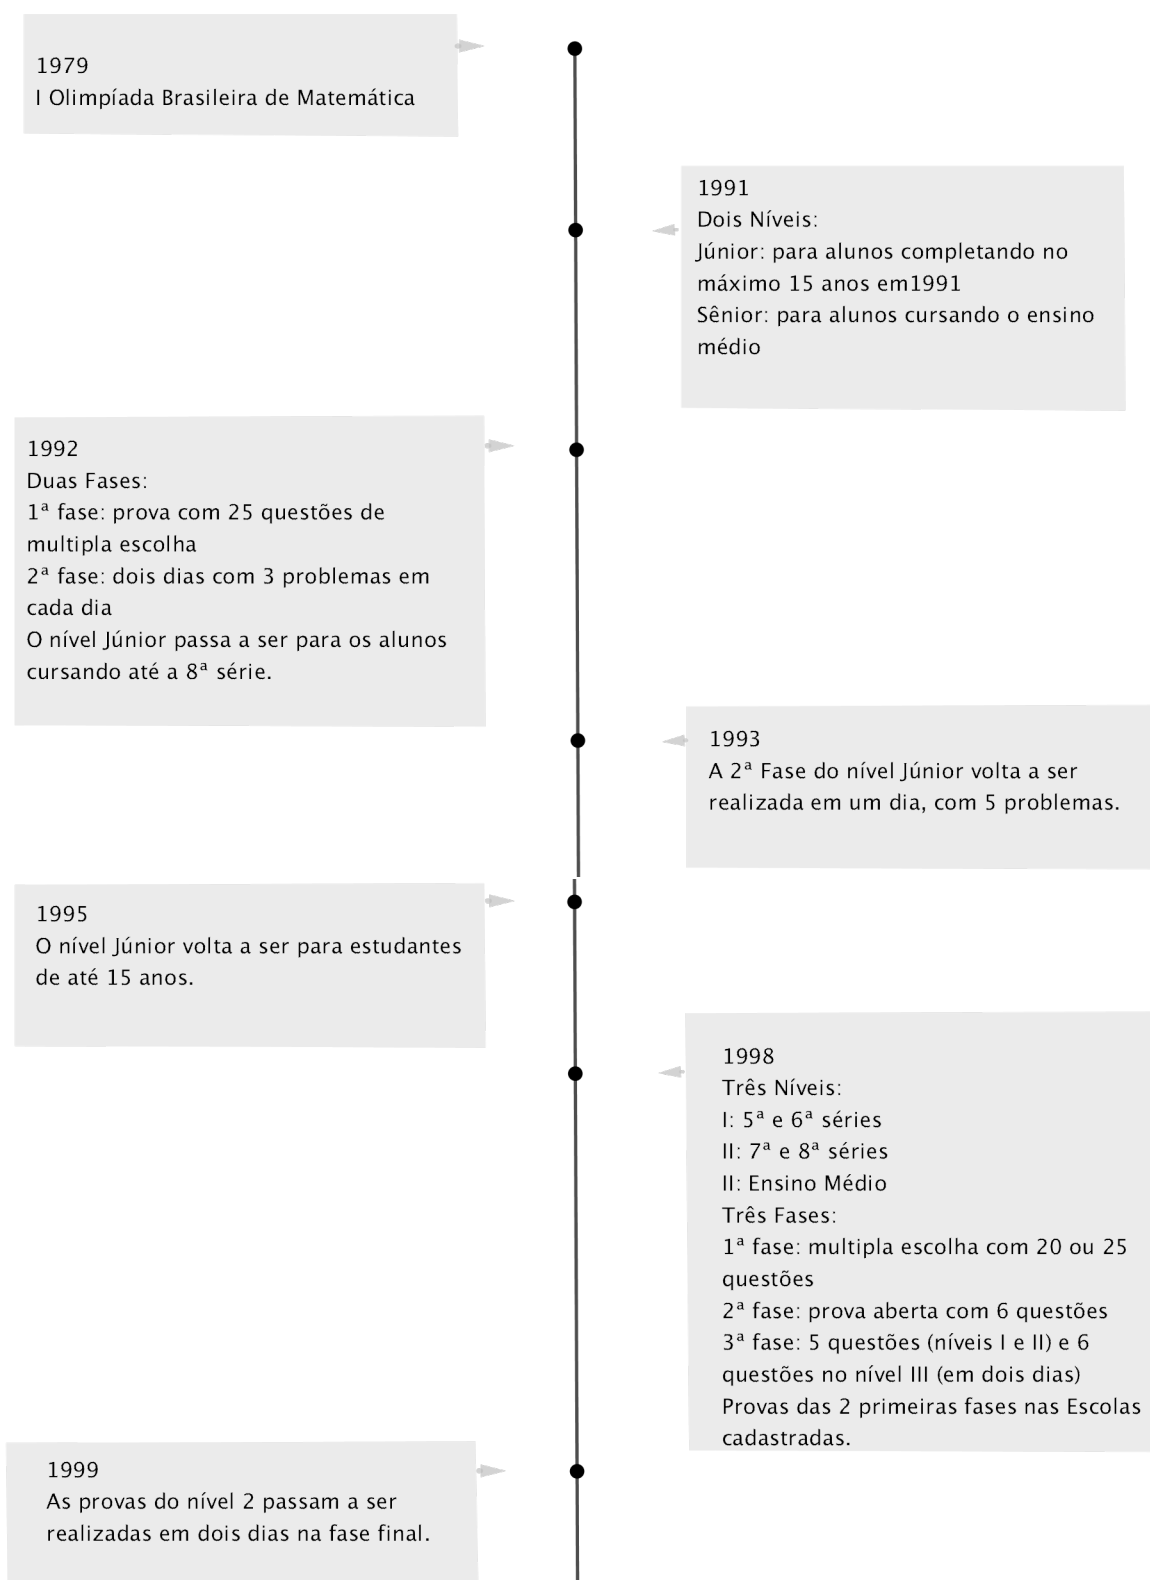 1979
I Olimpíada Brasileira de Matemática
1991
Dois Níveis:
Júnior: para alunos completando no
máximo 15 anos em1991
Sênior: para alunos cursando o ensino
médio
1992
Duas Fases:
1ª fase: prova com 25 questões de
multipla escolha
2ª fase: dois dias com 3 problemas em
cada dia
O nível Júnior passa a ser para os alunos
cursando até a 8ª série.
1993
A 2ª Fase do nível Júnior volta a ser
realizada em um dia, com 5 problemas.
1995
O nível Júnior volta a ser para estudantes
de até 15 anos.
1998
Três Níveis:
I: 5ª e 6ª séries
II: 7ª e 8ª séries
II: Ensino Médio
Três Fases:
1ª fase: multipla escolha com 20 ou 25
questões
2ª fase: prova aberta com 6 questões
3ª fase: 5 questões (níveis I e II) e 6
questões no nível III (em dois dias)
Provas das 2 primeiras fases nas Escolas
cadastradas.
1999
As provas do nível 2 passam a ser
realizadas em dois dias na fase final.